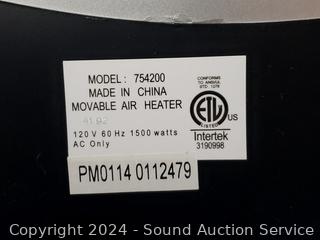 MODEL: 754200
MADE IN CHINA
MOVABLE AIR HEATER
120 V 60 Hz 1500 watts
AC Only
PM0114 0112479
CONFORMS
TO ANSI/UL
STD. 1278
ETL
LISTED
US
Intertek
3190998
Copyright 2024 - Sound Auction Service